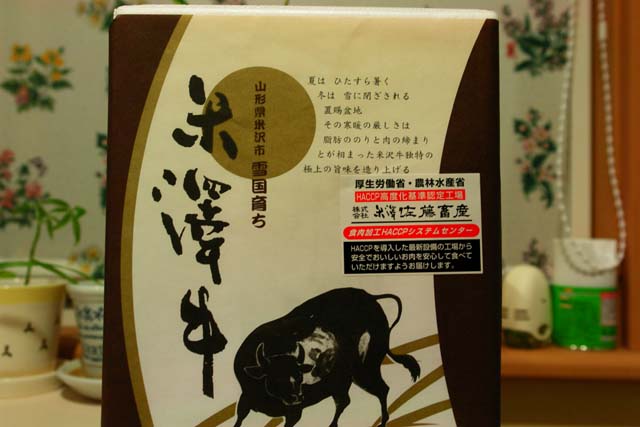 米澤牛
山形県米沢市 雪国育ち
夏は ひたすら暑く
冬は 雪に閉ざされる
置賜盆地
その寒暖の厳しさは
脂肪ののりと肉の締まり
とが相まった米沢牛独特の
極上の旨味を造り上げる
厚生労働省・農林水産省
HACCP高度化基準認定工場
株式会社 米澤佐藤畜産
食肉加工HACCPシステムセンター
HACCPを導入した最新設備の工場から
安全でおいしいお肉を安心して食べて
いただけますようお届けします。